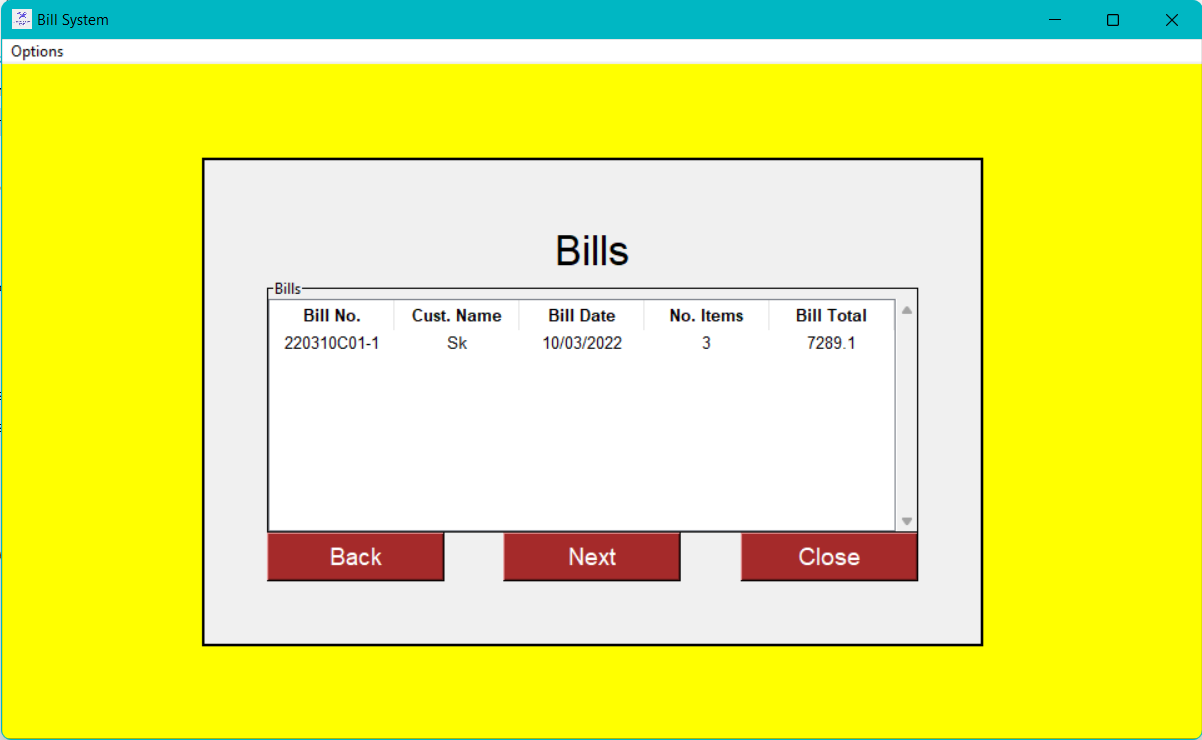 Bill System
Options
Bills
Bills
Bill No. Cust. Name Bill Date No. Items Bill Total
220310C01-1 Sk 10/03/2022 3 7289.1
Back Next Close